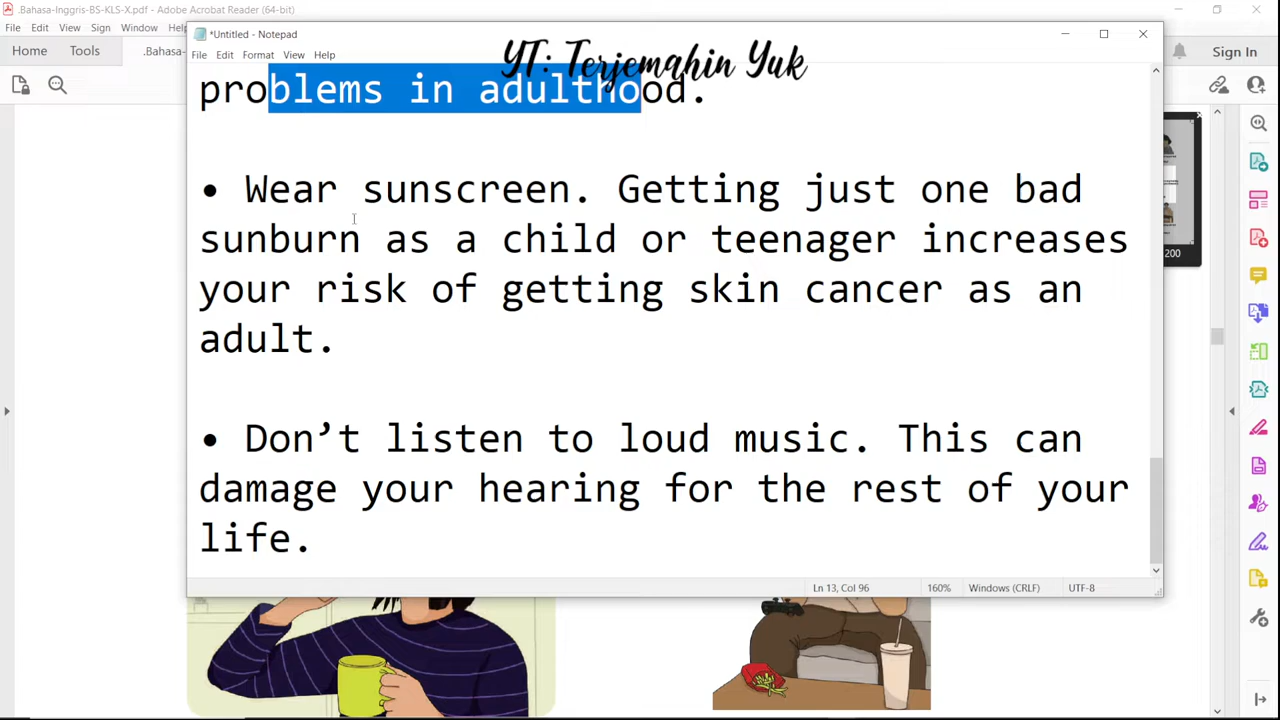 .Bahasa-Inggris-BS-KLS-X.pdf - Adobe Acrobat Reader (64-bit)
File Edit View Sign Window Help
Home Tools .Bahasa- Sign In
*Untitled - Notepad
File Edit Format View Help
YT: Terjemahin Yuk
problems in adulthood.
• Wear sunscreen. Getting just one bad
sunburn as a child or teenager increases
your risk of getting skin cancer as an
adult.
• Don’t listen to loud music. This can
damage your hearing for the rest of your
life.
200
Ln 13, Col 96 160% Windows (CRLF) UTF-8